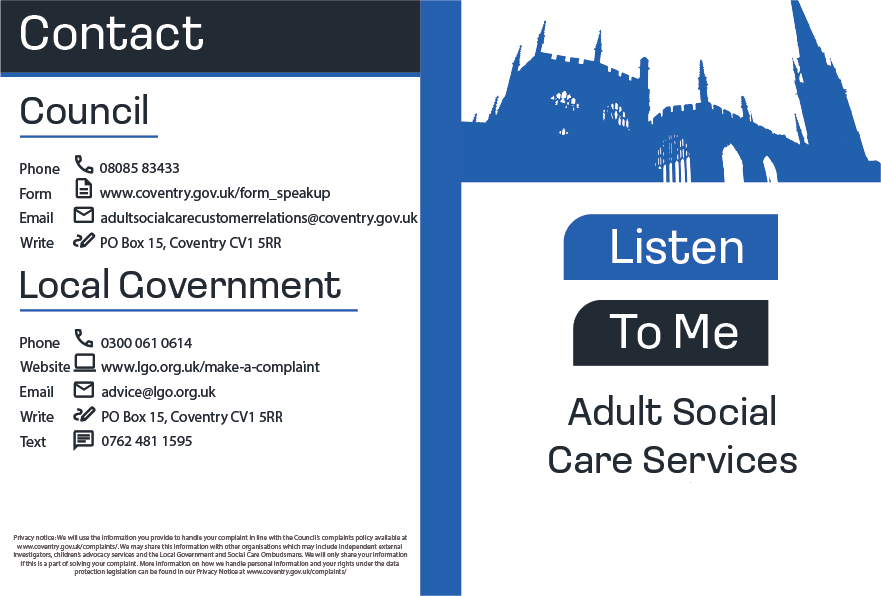 Contact
Council
Phone 08085 83433
Form www.coventry.gov.uk/form_speakup
Email adultsocialcarecustomerrelations@coventry.gov.uk
Write PO Box 15, Coventry CV1 5RR
Local Government
Phone 0300 061 0614
Website www.lgo.org.uk/make-a-complaint
Email advice@lgo.org.uk
Write PO Box 15, Coventry CV1 5RR
Text 0762 481 1595
Privacy notice: We will use the information you provide to handle your complaint in line with the Council's complaints policy available at
www.coventry.gov.uk/complaints/. We may share this information with other organisations which may include independent external
investigators, children's advocacy services and the Local Government and Social Care Ombudsmans. We will only share your information
if this is a part of solving your complaint. More information on how we handle personal information and your rights under the data
protection legislation can be found in our Privacy Notice at www.coventry.gov.uk/complaints/
Listen
To Me
Adult Social
Care Services